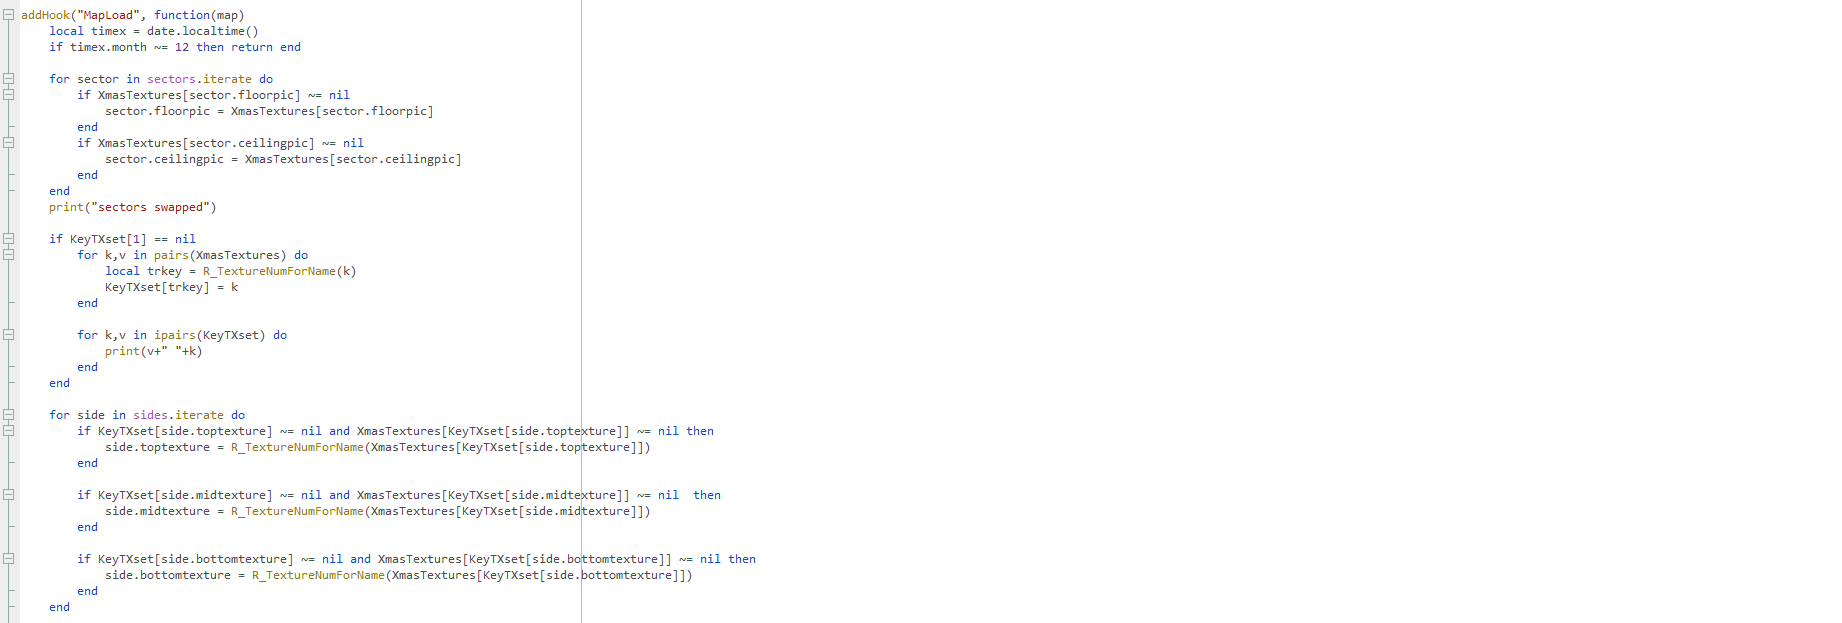 addHook("MapLoad", function(map)
    local timex = date.localtime()
    if timex.month ~= 12 then return end

    for sector in sectors.iterate do
        if XmasTextures[sector.floorpic] ~= nil
            sector.floorpic = XmasTextures[sector.floorpic]
        end
        if XmasTextures[sector.ceilingpic] ~= nil
            sector.ceilingpic = XmasTextures[sector.ceilingpic]
        end
    end
    print("sectors swapped")

    if KeyTXset[1] == nil
        for k,v in pairs(XmasTextures) do
            local trkey = R_TextureNumForName(k)
            KeyTXset[trkey] = k
        end

        for k,v in ipairs(KeyTXset) do
            print(v+" "+k)
        end
    end

    for side in sides.iterate do
        if KeyTXset[side.toptexture] ~= nil and XmasTextures[KeyTXset[side.toptexture]] ~= nil then
            side.toptexture = R_TextureNumForName(XmasTextures[KeyTXset[side.toptexture]])
        end

        if KeyTXset[side.midtexture] ~= nil and XmasTextures[KeyTXset[side.midtexture]] ~= nil  then
            side.midtexture = R_TextureNumForName(XmasTextures[KeyTXset[side.midtexture]])
        end

        if KeyTXset[side.bottomtexture] ~= nil and XmasTextures[KeyTXset[side.bottomtexture]] ~= nil then
            side.bottomtexture = R_TextureNumForName(XmasTextures[KeyTXset[side.bottomtexture]])
        end
    end